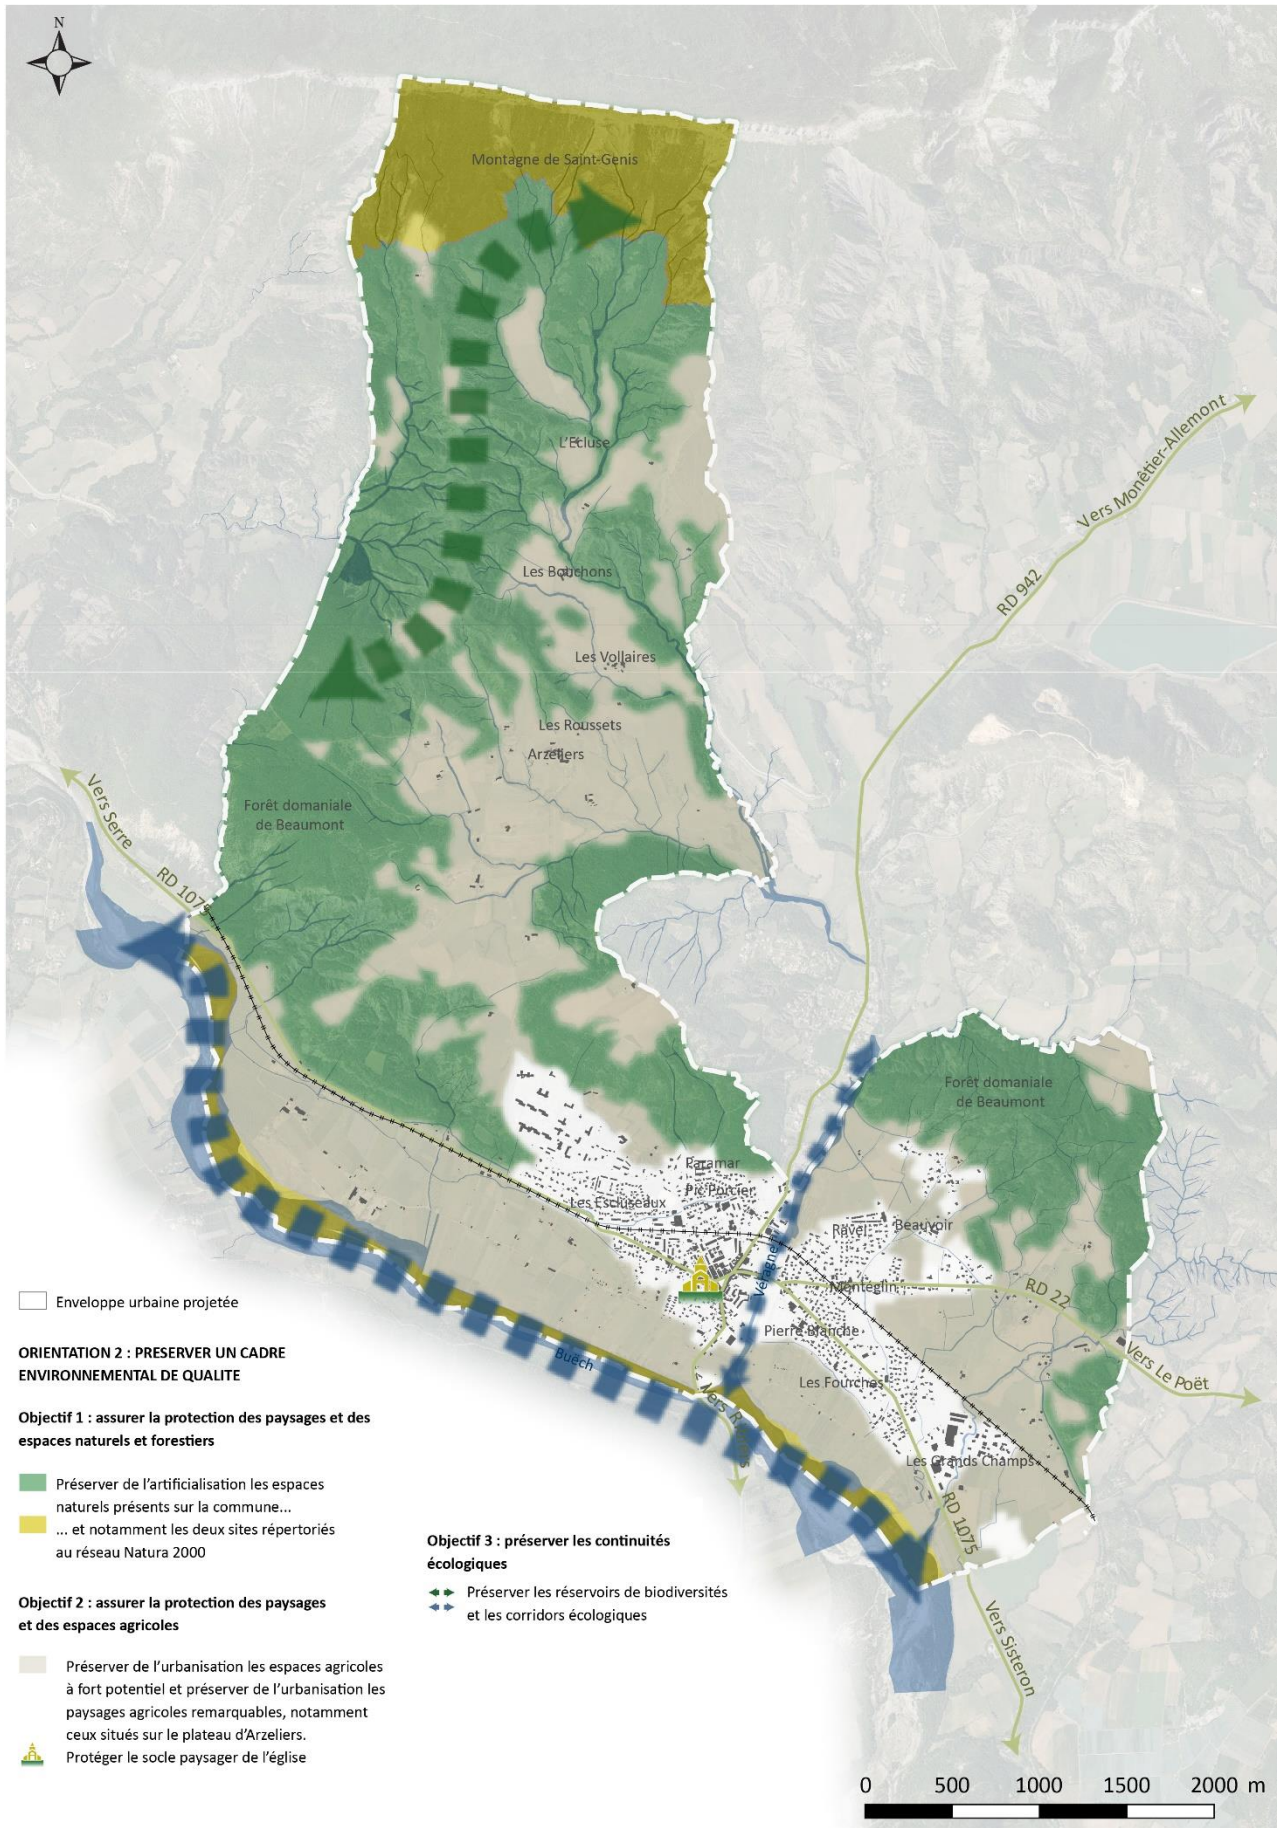 N
Montagne de Saint-Genis
L'Ecluse
Vers Monêtier-Allemont
RD 942
Les Bouchons
Les Vollaires
Les Roussets
Arzeliers
Forêt domaniale
de Beaumont
Vers Serre
RD 1075
Forêt domaniale
de Beaumont
Paramar
Pic Porcier
Les Escluseaux
Ravel
Beauvoir
Véragne
Montéglin
RD 22
Pierre Blanche
Vers Le Poët
Buëch
Les Fourches
Vers
Les Grands Champs
RD 1075
Vers Sisteron
Enveloppe urbaine projetée
ORIENTATION 2 : PRESERVER UN CADRE
ENVIRONNEMENTAL DE QUALITE
Objectif 1 : assurer la protection des paysages et des
espaces naturels et forestiers
Préserver de l'artificialisation les espaces
naturels présents sur la commune...
... et notamment les deux sites répertoriés
au réseau Natura 2000
Objectif 2 : assurer la protection des paysages
et des espaces agricoles
Préserver de l'urbanisation les espaces agricoles
à fort potentiel et préserver de l'urbanisation les
paysages agricoles remarquables, notamment
ceux situés sur le plateau d'Arzeliers.
Protéger le socle paysager de l'église
Objectif 3 : préserver les continuités
écologiques
Préserver les réservoirs de biodiversités
et les corridors écologiques
0 500 1000 1500 2000 m